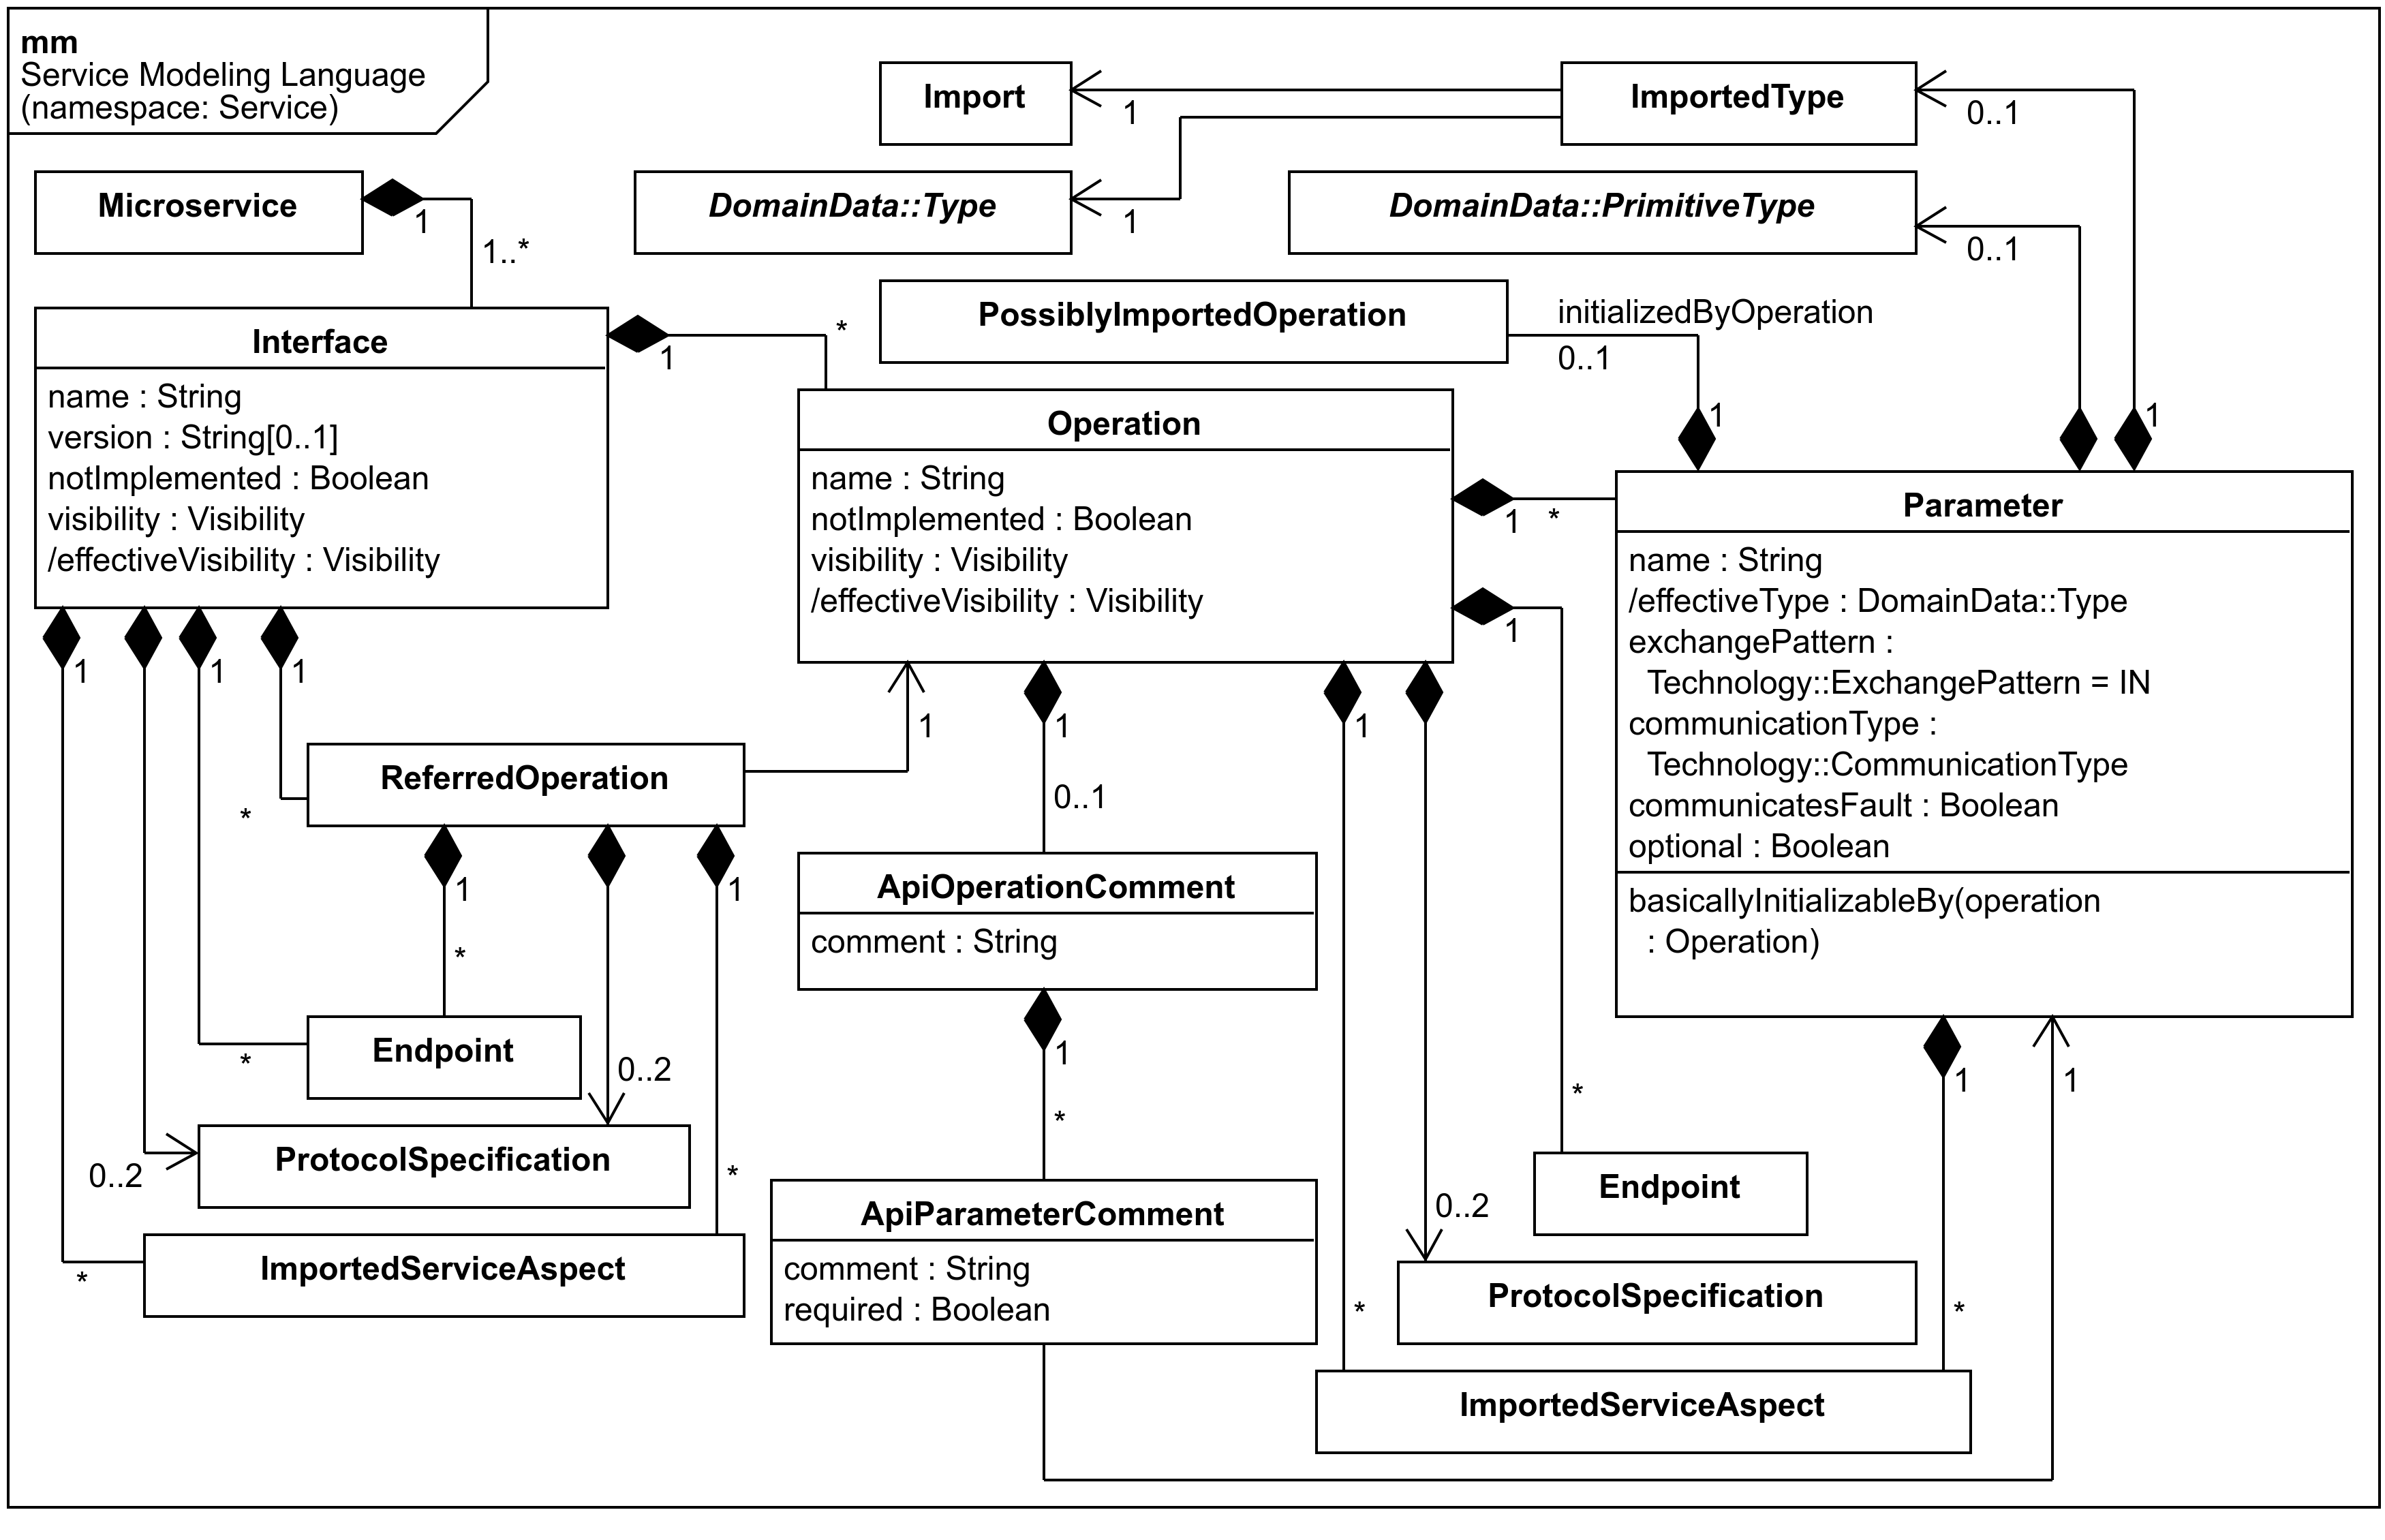 mm
Service Modeling Language
(namespace: Service)
Import
1
ImportedType
0..1
Microservice
1
1..*
DomainData::Type
1
DomainData::PrimitiveType
0..1
PossiblyImportedOperation
initializedByOperation
0..1
1
1
Interface
name : String
version : String[0..1]
notImplemented : Boolean
visibility : Visibility
/effectiveVisibility : Visibility
1
*
Operation
name : String
notImplemented : Boolean
visibility : Visibility
/effectiveVisibility : Visibility
1
*
1
Parameter
name : String
/effectiveType : DomainData::Type
exchangePattern :
Technology::ExchangePattern = IN
communicationType :
Technology::CommunicationType
communicatesFault : Boolean
optional : Boolean
basicallyInitializableBy(operation
: Operation)
1
1
1
1
1
1
ReferredOperation
*
1
1
*
0..1
ApiOperationComment
comment : String
1
*
Endpoint
*
0..2
ProtocolSpecification
0..2
*
ImportedServiceAspect
*
ApiParameterComment
comment : String
required : Boolean
1
1
*
Endpoint
0..2
ProtocolSpecification
*
*
ImportedServiceAspect